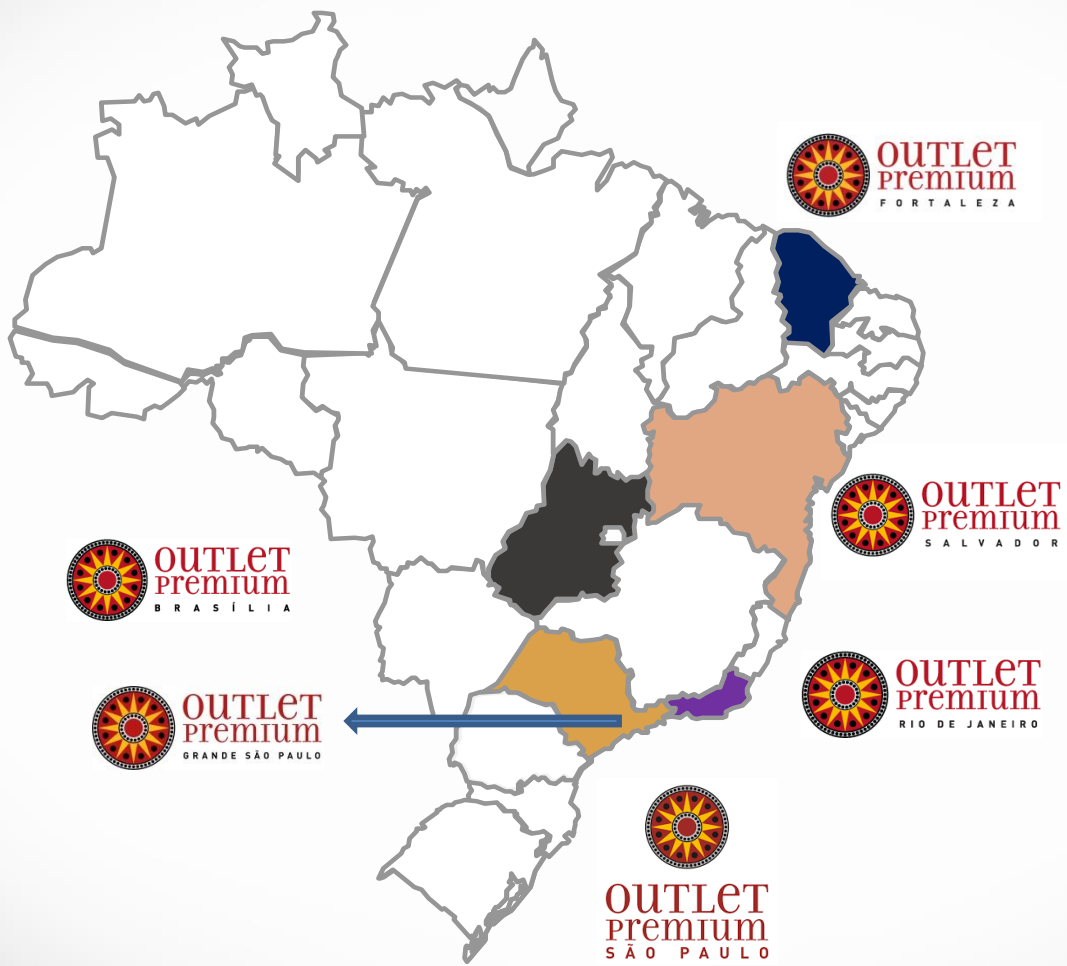 OUTLET
PREMIUM
FORTALEZA
OUTLET
PREMIUM
SALVADOR
OUTLET
PREMIUM
BRASÍLIA
OUTLET
PREMIUM
RIO DE JANEIRO
OUTLET
PREMIUM
GRANDE SÃO PAULO
OUTLET
PREMIUM
SÃO PAULO